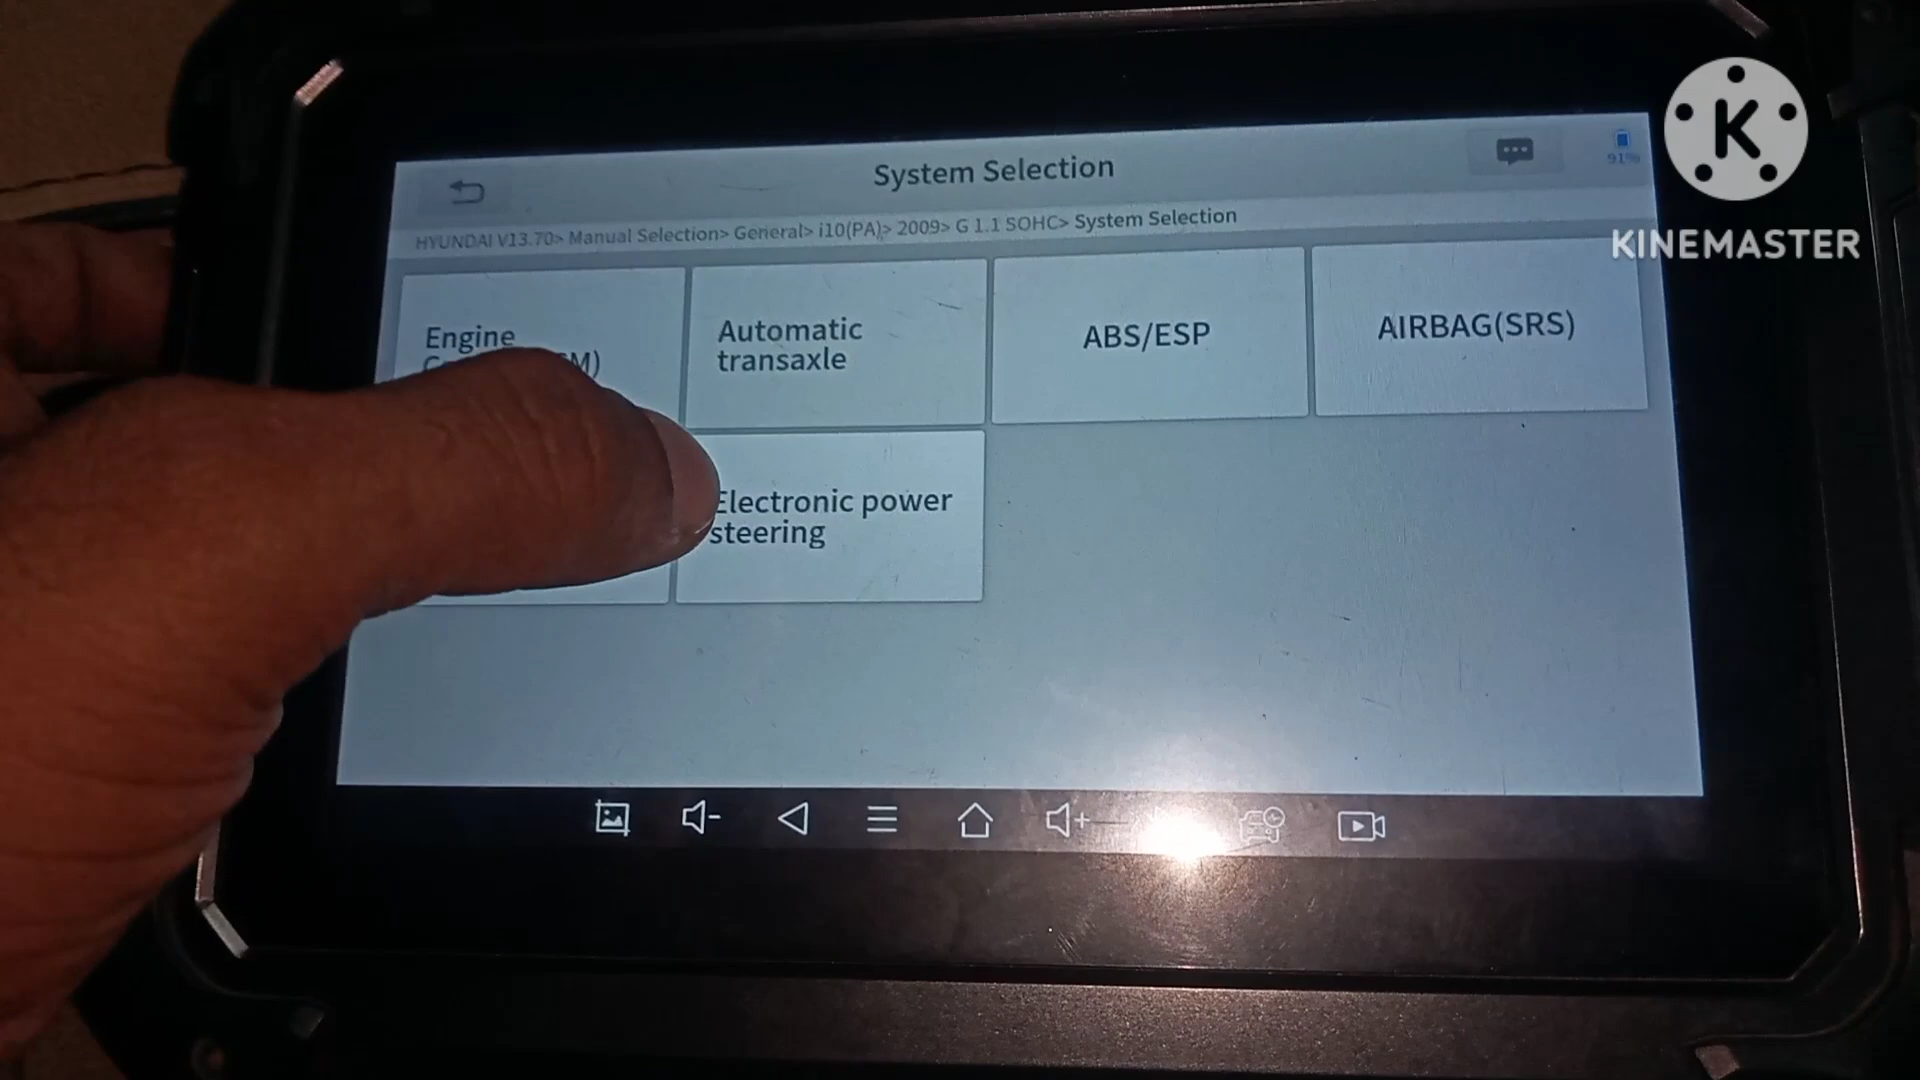 K
KINEMASTER
91%
System Selection
HYUNDAI V13.70> Manual Selection> General> i10(PA)> 2009> G 1.1 SOHC> System Selection
Engine
Automatic
transaxle
ABS/ESP
AIRBAG(SRS)
Electronic power
steering